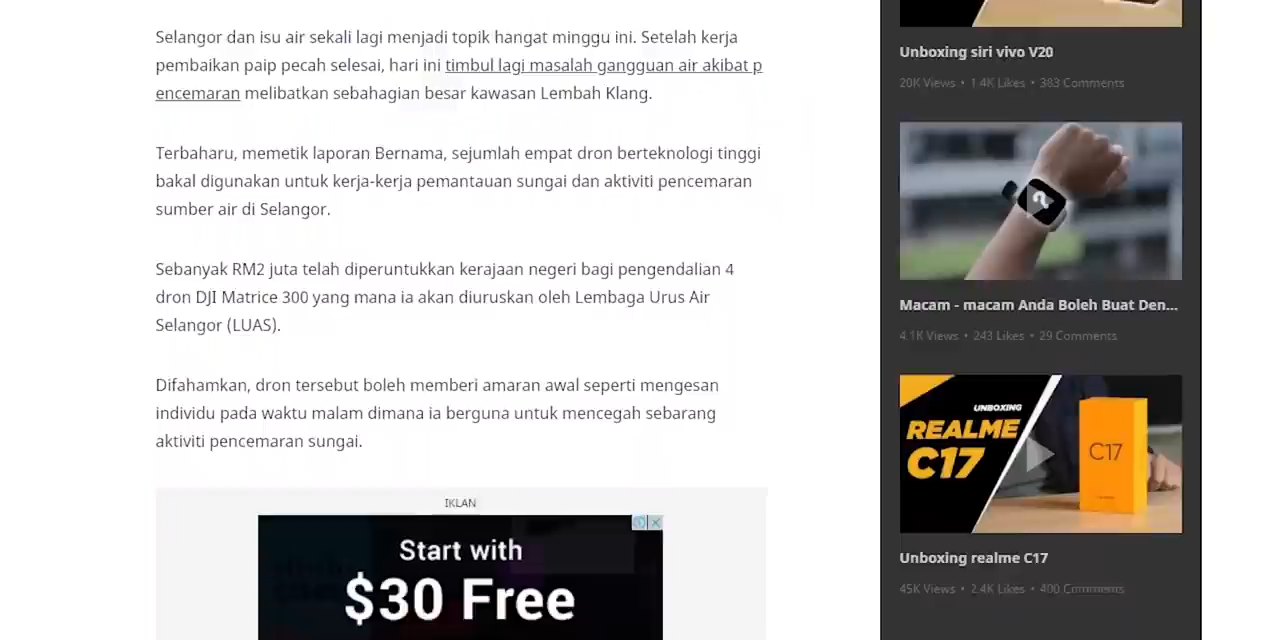 Selangor dan isu air sekali lagi menjadi topik hangat minggu ini. Setelah kerja
pembaikan paip pecah selesai, hari ini timbul lagi masalah gangguan air akibat p
encemaran melibatkan sebahagian besar kawasan Lembah Klang.
Terbaharu, memetik laporan Bernama, sejumlah empat dron berteknologi tinggi
bakal digunakan untuk kerja-kerja pemantauan sungai dan aktiviti pencemaran
sumber air di Selangor.
Sebanyak RM2 juta telah diperuntukkan kerajaan negeri bagi pengendalian 4
dron DJI Matrice 300 yang mana ia akan diuruskan oleh Lembaga Urus Air
Selangor (LUAS).
Difahamkan, dron tersebut boleh memberi amaran awal seperti mengesan
individu pada waktu malam dimana ia berguna untuk mencegah sebarang
aktiviti pencemaran sungai.
IKLAN
Start with
$30 Free
Unboxing siri vivo V20
20K Views • 1.4K Likes • 383 Comments
?
Macam - macam Anda Boleh Buat Den...
4.1K Views • 243 Likes • 29 Comments
UNBOXING
REALME
C17
C17
Unboxing realme C17
45K Views • 2.4K Likes • 400 Comments